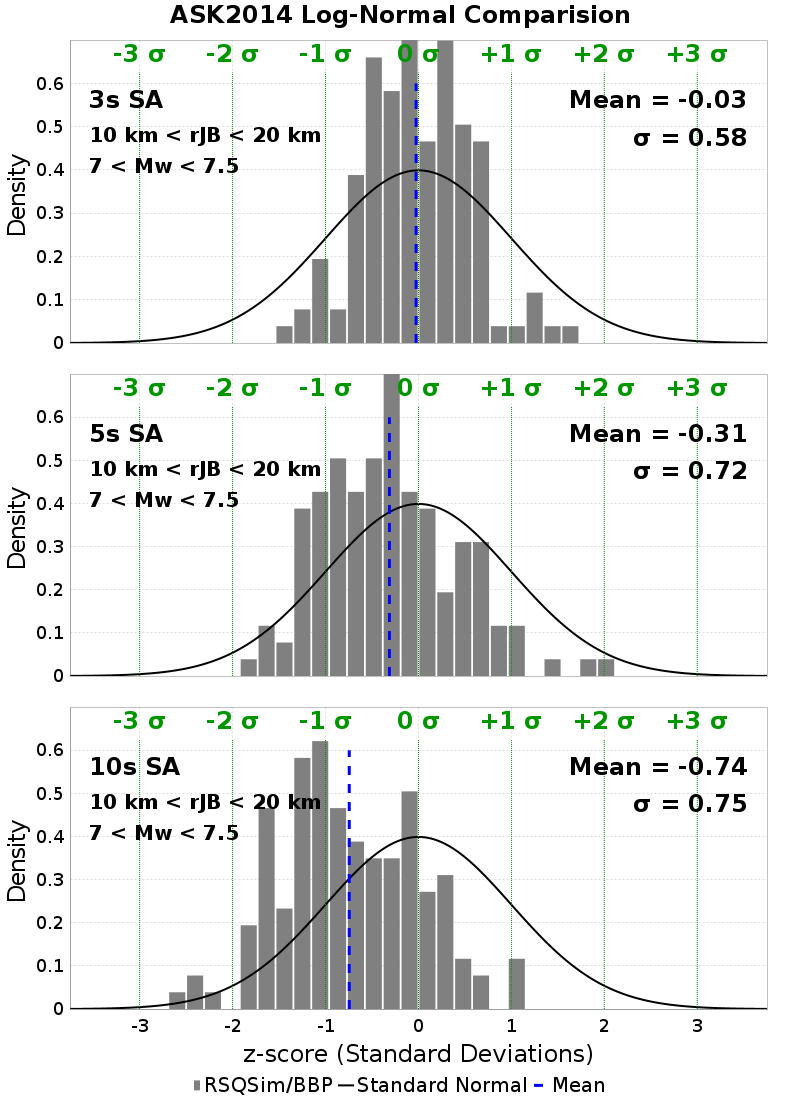 ASK2014 Log-Normal Comparision
-3 σ -2 σ -1 σ 0 σ +1 σ +2 σ +3 σ
3s SA
10 km < rJB < 20 km
7 < Mw < 7.5
Mean = -0.03
σ = 0.58
Density
0.6
0.5
0.4
0.3
0.2
0.1
0
-3 σ -2 σ -1 σ 0 σ +1 σ +2 σ +3 σ
5s SA
10 km < rJB < 20 km
7 < Mw < 7.5
Mean = -0.31
σ = 0.72
Density
0.6
0.5
0.4
0.3
0.2
0.1
0
-3 σ -2 σ -1 σ 0 σ +1 σ +2 σ +3 σ
10s SA
10 km < rJB < 20 km
7 < Mw < 7.5
Mean = -0.74
σ = 0.75
Density
0.6
0.5
0.4
0.3
0.2
0.1
0
-3 -2 -1 0 1 2 3
z-score (Standard Deviations)
RSQSim/BBP Standard Normal Mean